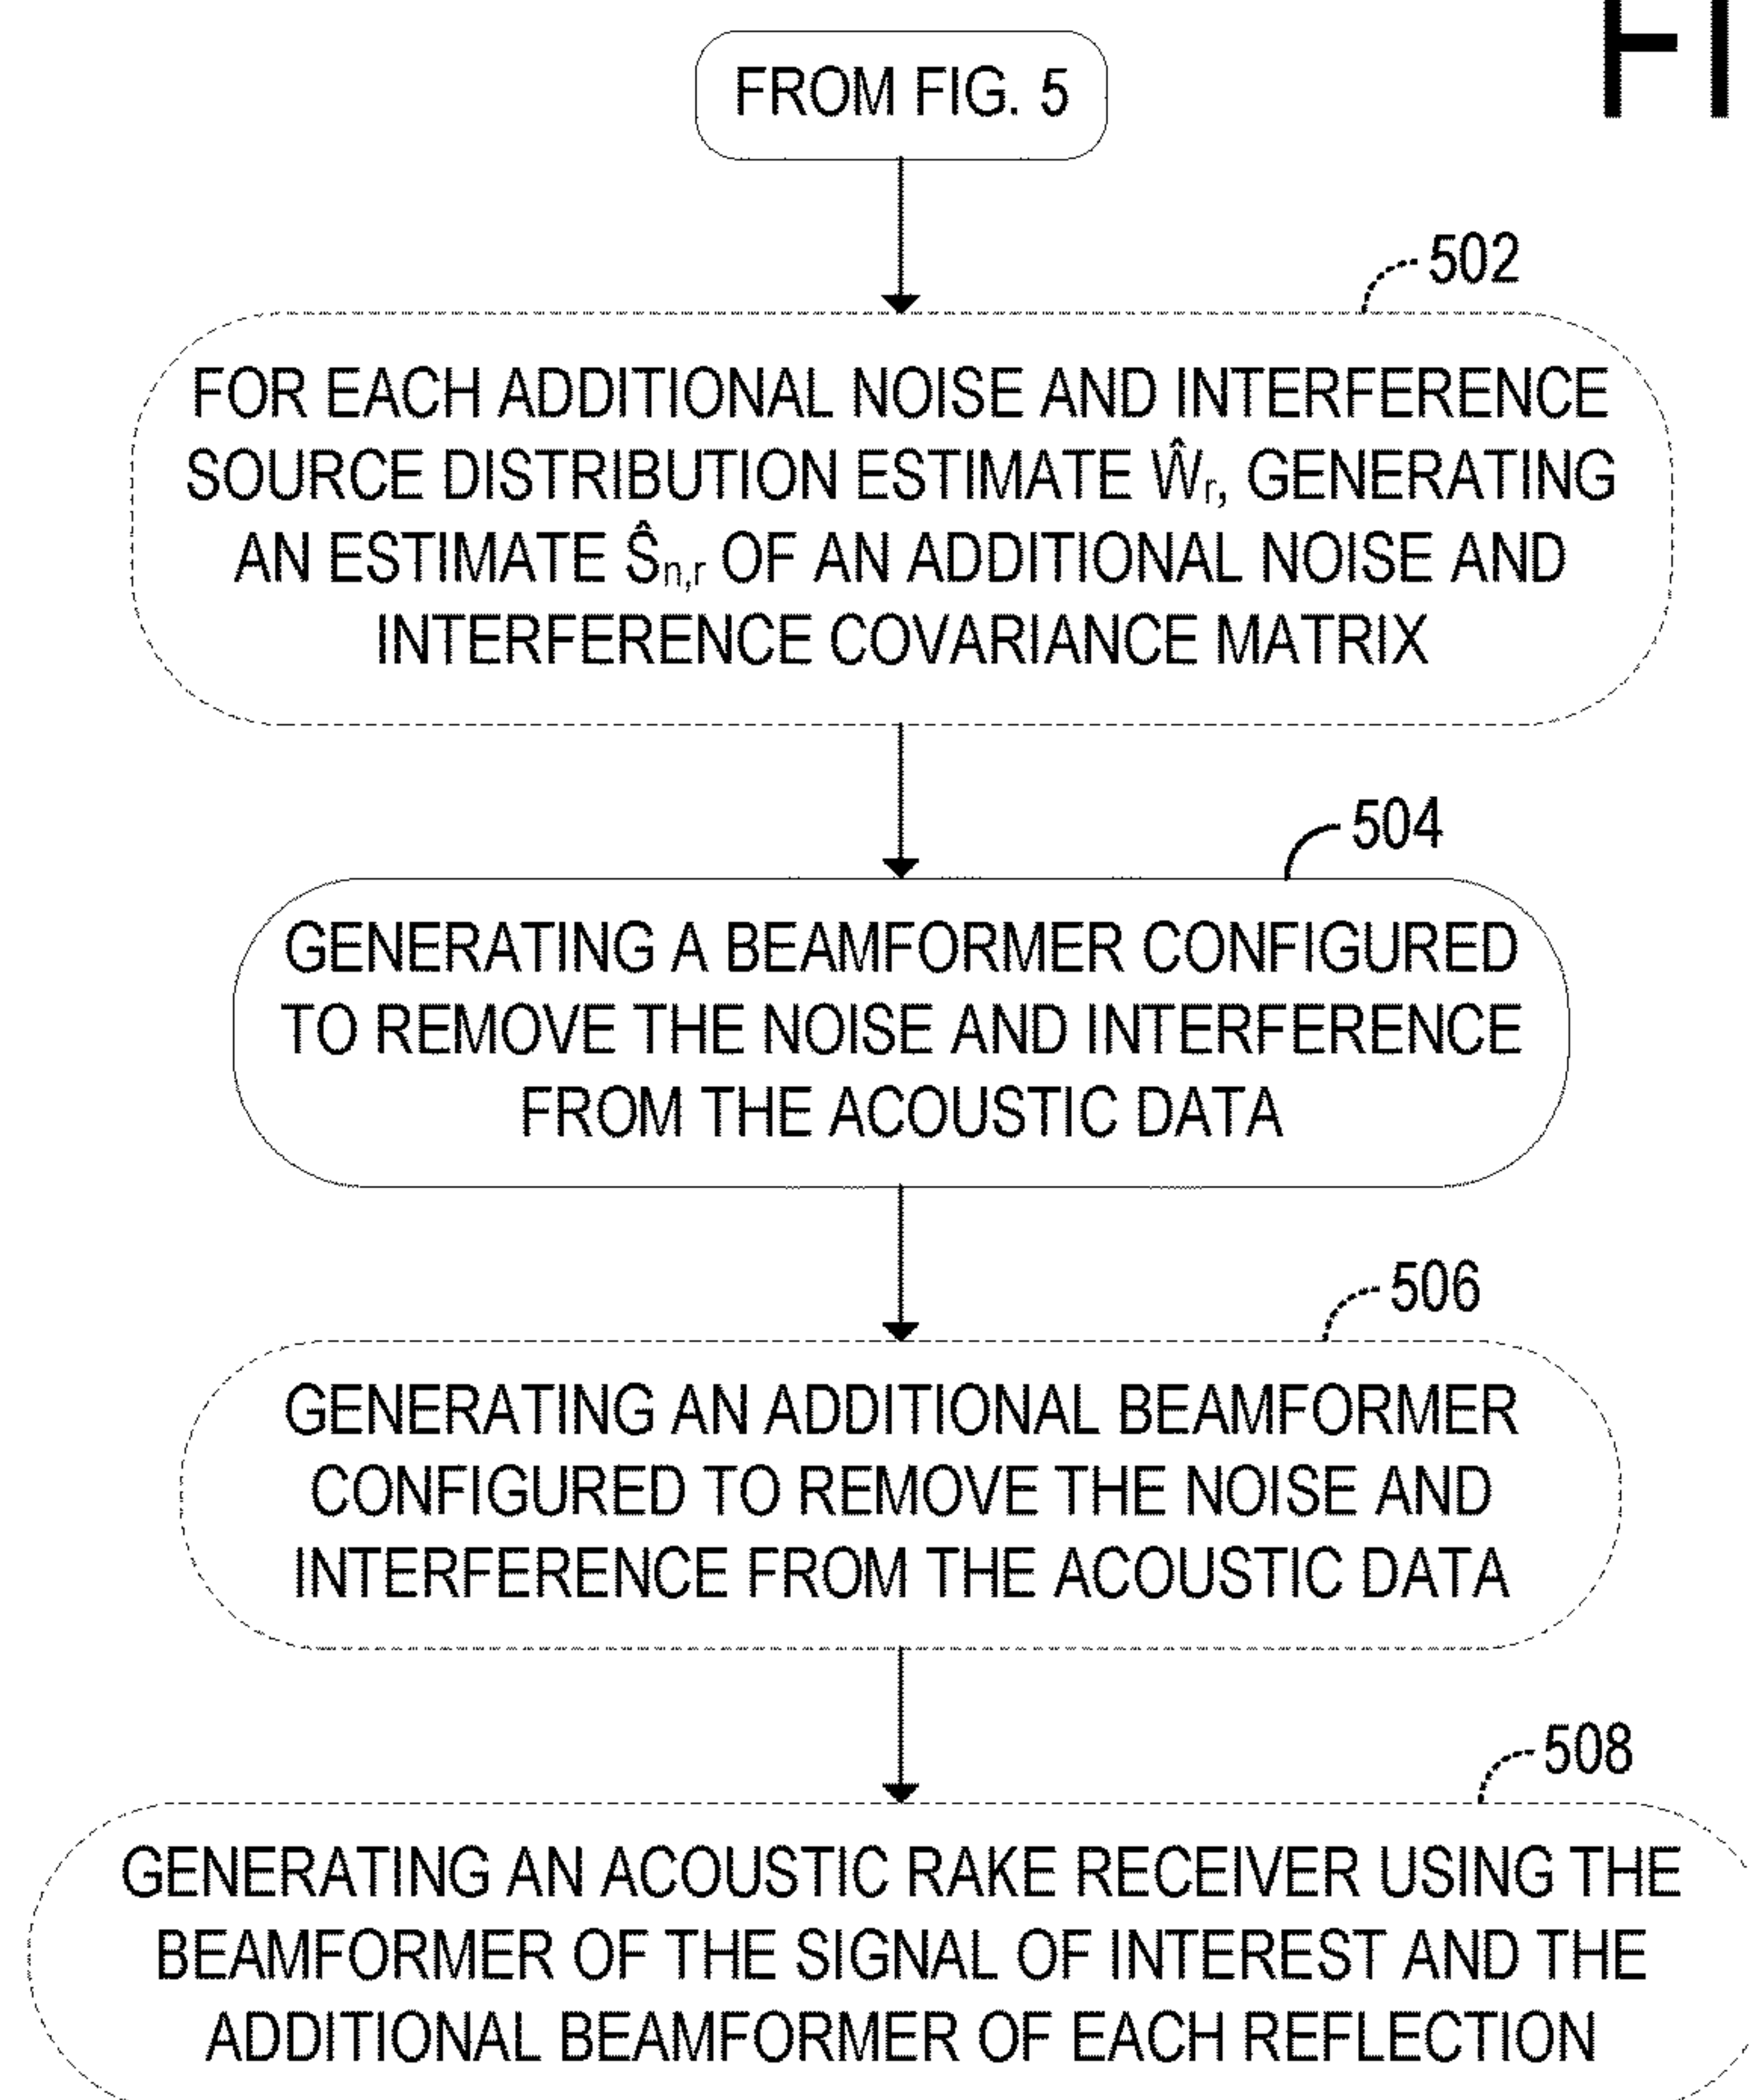 FI
FROM FIG. 5
502
FOR EACH ADDITIONAL NOISE AND INTERFERENCE
SOURCE DISTRIBUTION ESTIMATE Ŵr, GENERATING
AN ESTIMATE Ŝn,r OF AN ADDITIONAL NOISE AND
INTERFERENCE COVARIANCE MATRIX
504
GENERATING A BEAMFORMER CONFIGURED
TO REMOVE THE NOISE AND INTERFERENCE
FROM THE ACOUSTIC DATA
506
GENERATING AN ADDITIONAL BEAMFORMER
CONFIGURED TO REMOVE THE NOISE AND
INTERFERENCE FROM THE ACOUSTIC DATA
508
GENERATING AN ACOUSTIC RAKE RECEIVER USING THE
BEAMFORMER OF THE SIGNAL OF INTEREST AND THE
ADDITIONAL BEAMFORMER OF EACH REFLECTION